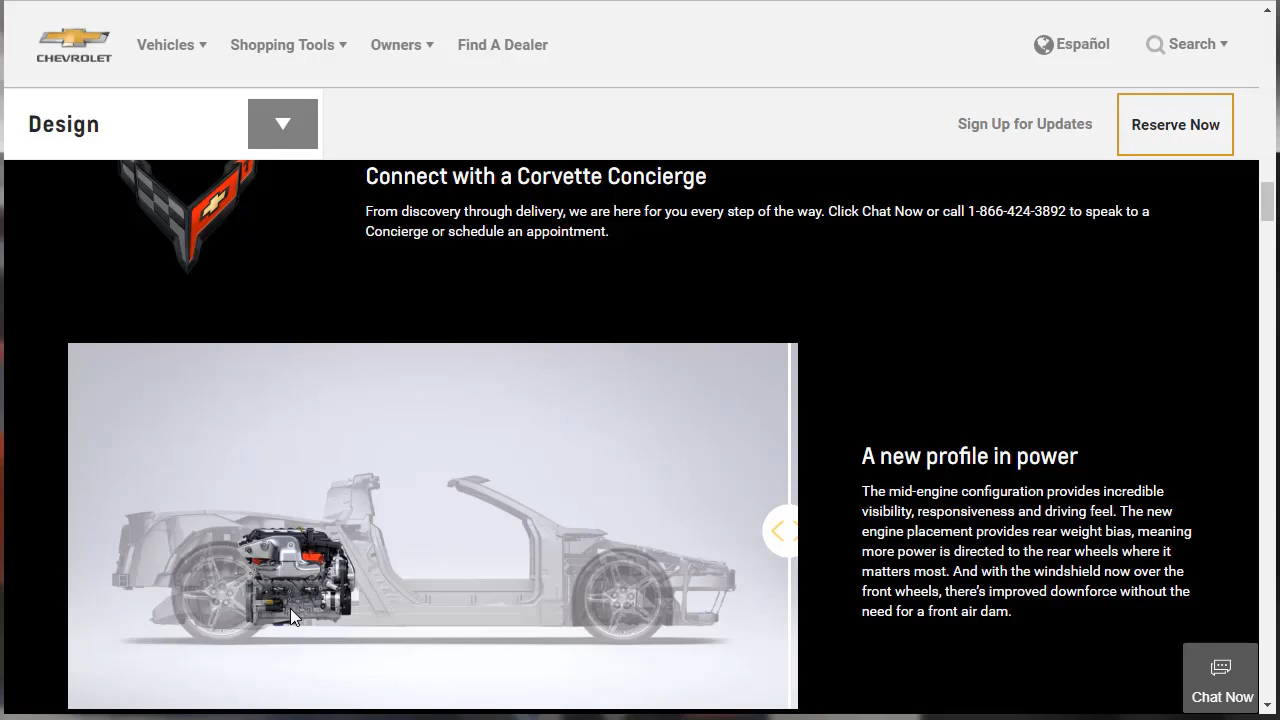 CHEVROLET
Vehicles
Shopping Tools
Owners
Find A Dealer
Español
Search
Design
Sign Up for Updates
Reserve Now
Connect with a Corvette Concierge
From discovery through delivery, we are here for you every step of the way. Click Chat Now or call 1-866-424-3892 to speak to a
Concierge or schedule an appointment.
A new profile in power
The mid-engine configuration provides incredible
visibility, responsiveness and driving feel. The new
engine placement provides rear weight bias, meaning
more power is directed to the rear wheels where it
matters most. And with the windshield now over the
front wheels, there's improved downforce without the
need for a front air dam.
Chat Now